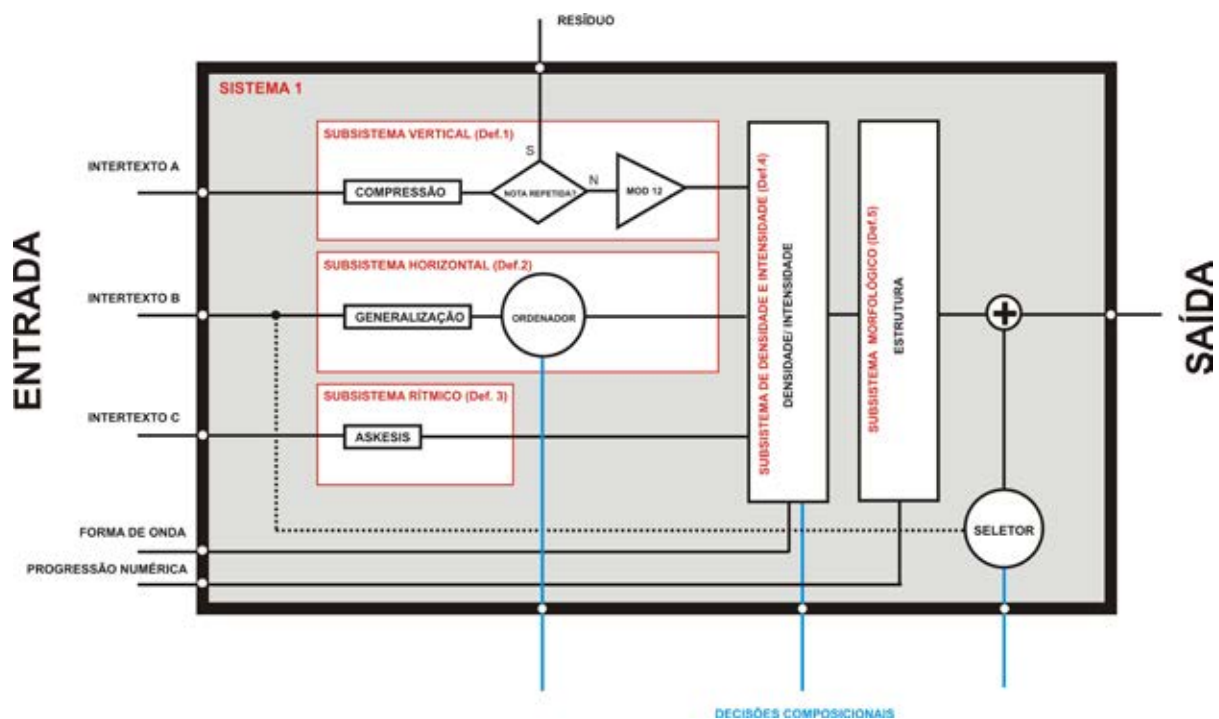 RESÍDUO
SISTEMA 1
SUBSISTEMA VERTICAL (Def.1)
S
INTERTEXTO A
COMPRESSÃO
NOTA REPETIDA?
N
MOD 12
SUBSISTEMA HORIZONTAL (Def.2)
INTERTEXTO B
GENERALIZAÇÃO
ORDENADOR
SUBSISTEMA RÍTMICO (Def. 3)
INTERTEXTO C
ASKESIS
SUBSISTEMA DE DENSIDADE E INTENSIDADE (Def.4)
DENSIDADE/ INTENSIDADE
SUBSISTEMA MORFOLÓGICO (Def.5)
ESTRUTURA
+
SELETOR
FORMA DE ONDA
PROGRESSÃO NUMÉRICA
ENTRADA
SAÍDA
DECISÕES COMPOSICIONAIS